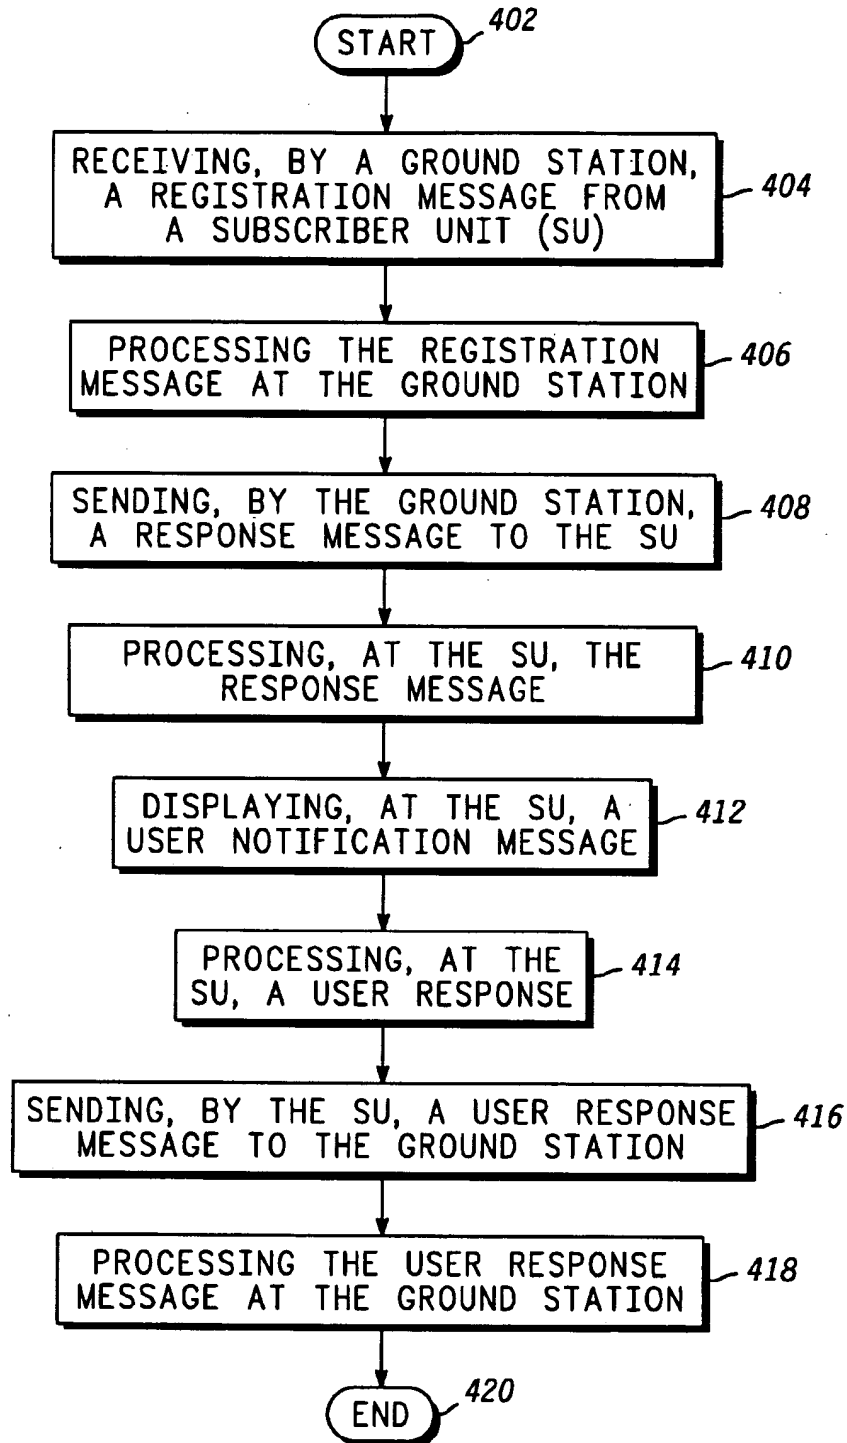 START
402
RECEIVING, BY A GROUND STATION,
A REGISTRATION MESSAGE FROM
A SUBSCRIBER UNIT (SU)
404
PROCESSING THE REGISTRATION
MESSAGE AT THE GROUND STATION
406
SENDING, BY THE GROUND STATION,
A RESPONSE MESSAGE TO THE SU
408
PROCESSING, AT THE SU, THE
RESPONSE MESSAGE
410
DISPLAYING, AT THE SU, A
USER NOTIFICATION MESSAGE
412
PROCESSING, AT THE
SU, A USER RESPONSE
414
SENDING, BY THE SU, A USER RESPONSE
MESSAGE TO THE GROUND STATION
416
PROCESSING THE USER RESPONSE
MESSAGE AT THE GROUND STATION
418
END
420